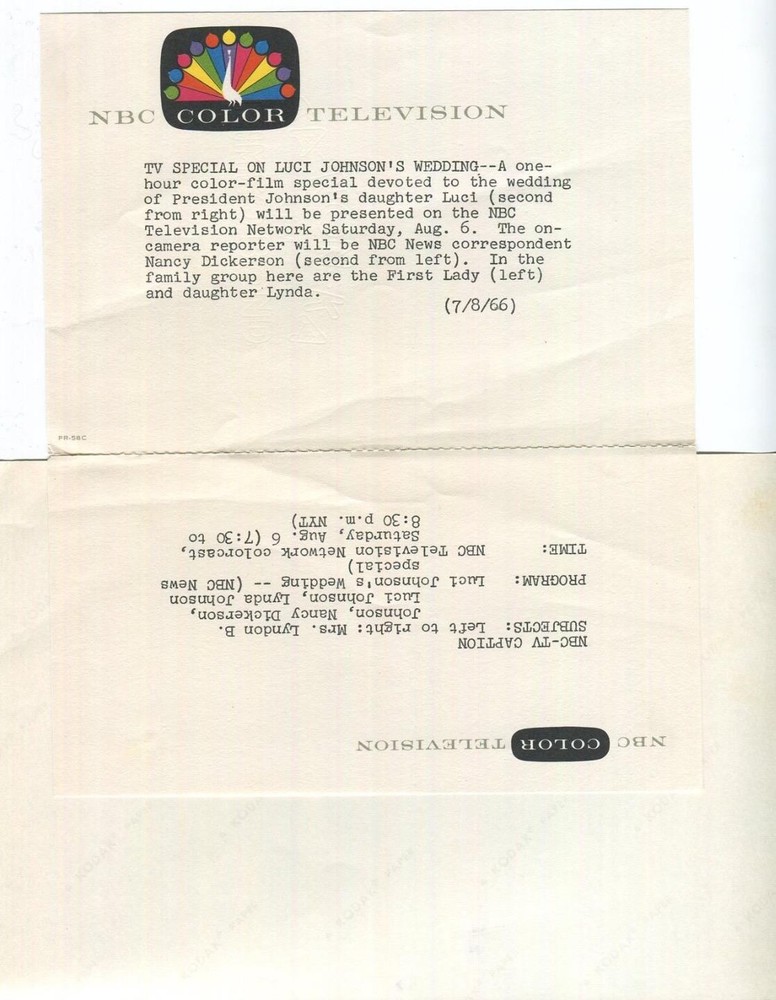 NBC COLOR TELEVISION
TV SPECIAL ON LUCI JOHNSON'S WEDDING--A one-
hour color-film special devoted to the wedding
of President Johnson's daughter Luci (second
from right) will be presented on the NBC
Television Network Saturday, Aug. 6. The on-
camera reporter will be NBC News correspondent
Nancy Dickerson (second from left). In the
family group here are the First Lady (left)
and daughter Lynda.
(7/8/66)
PR-58C
NBC COLOR TELEVISION
NBC-TV CAPTION
SUBJECTS: Left to right: Mrs. Lyndon B.
Johnson, Nancy Dickerson,
Luci Johnson, Lynda Johnson
PROGRAM: Luci Johnson's Wedding -- (NBC News
special)
TIME: NBC Television Network colorcast,
Saturday, Aug. 6 (7:30 to
8:30 p.m. NYT)